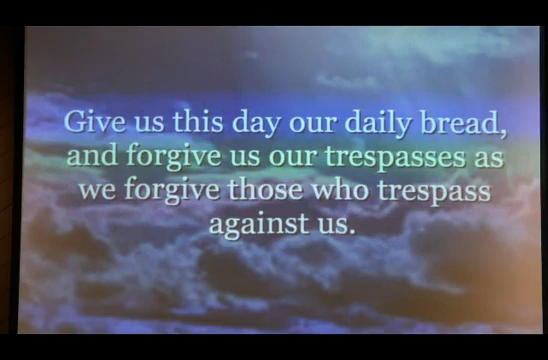 Give us this day our daily bread,
and forgive us our trespasses as
we forgive those who trespass
against us.